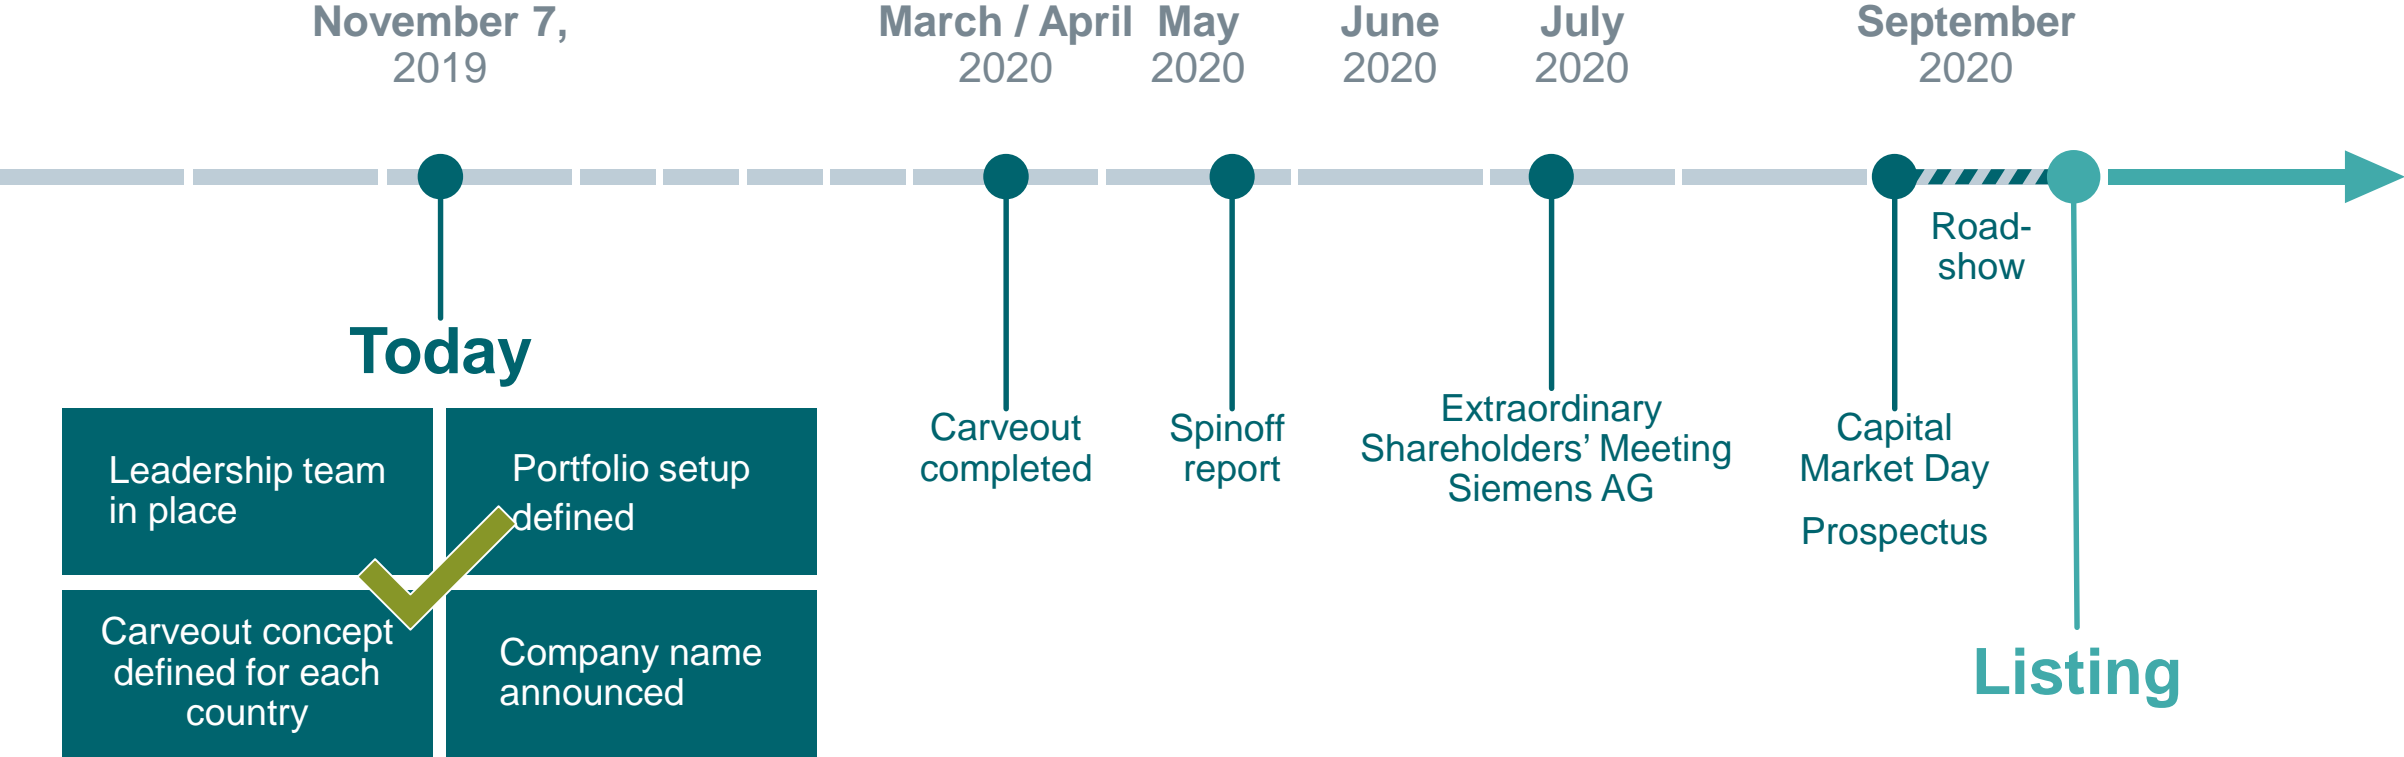 November 7,
2019
March / April
2020
May
2020
June
2020
July
2020
September
2020
Today
Leadership team
in place
Portfolio setup
defined
Carveout concept
defined for each
country
Company name
announced
Carveout
completed
Spinoff
report
Extraordinary
Shareholders’ Meeting
Siemens AG
Capital
Market Day
Prospectus
Road-
show
Listing